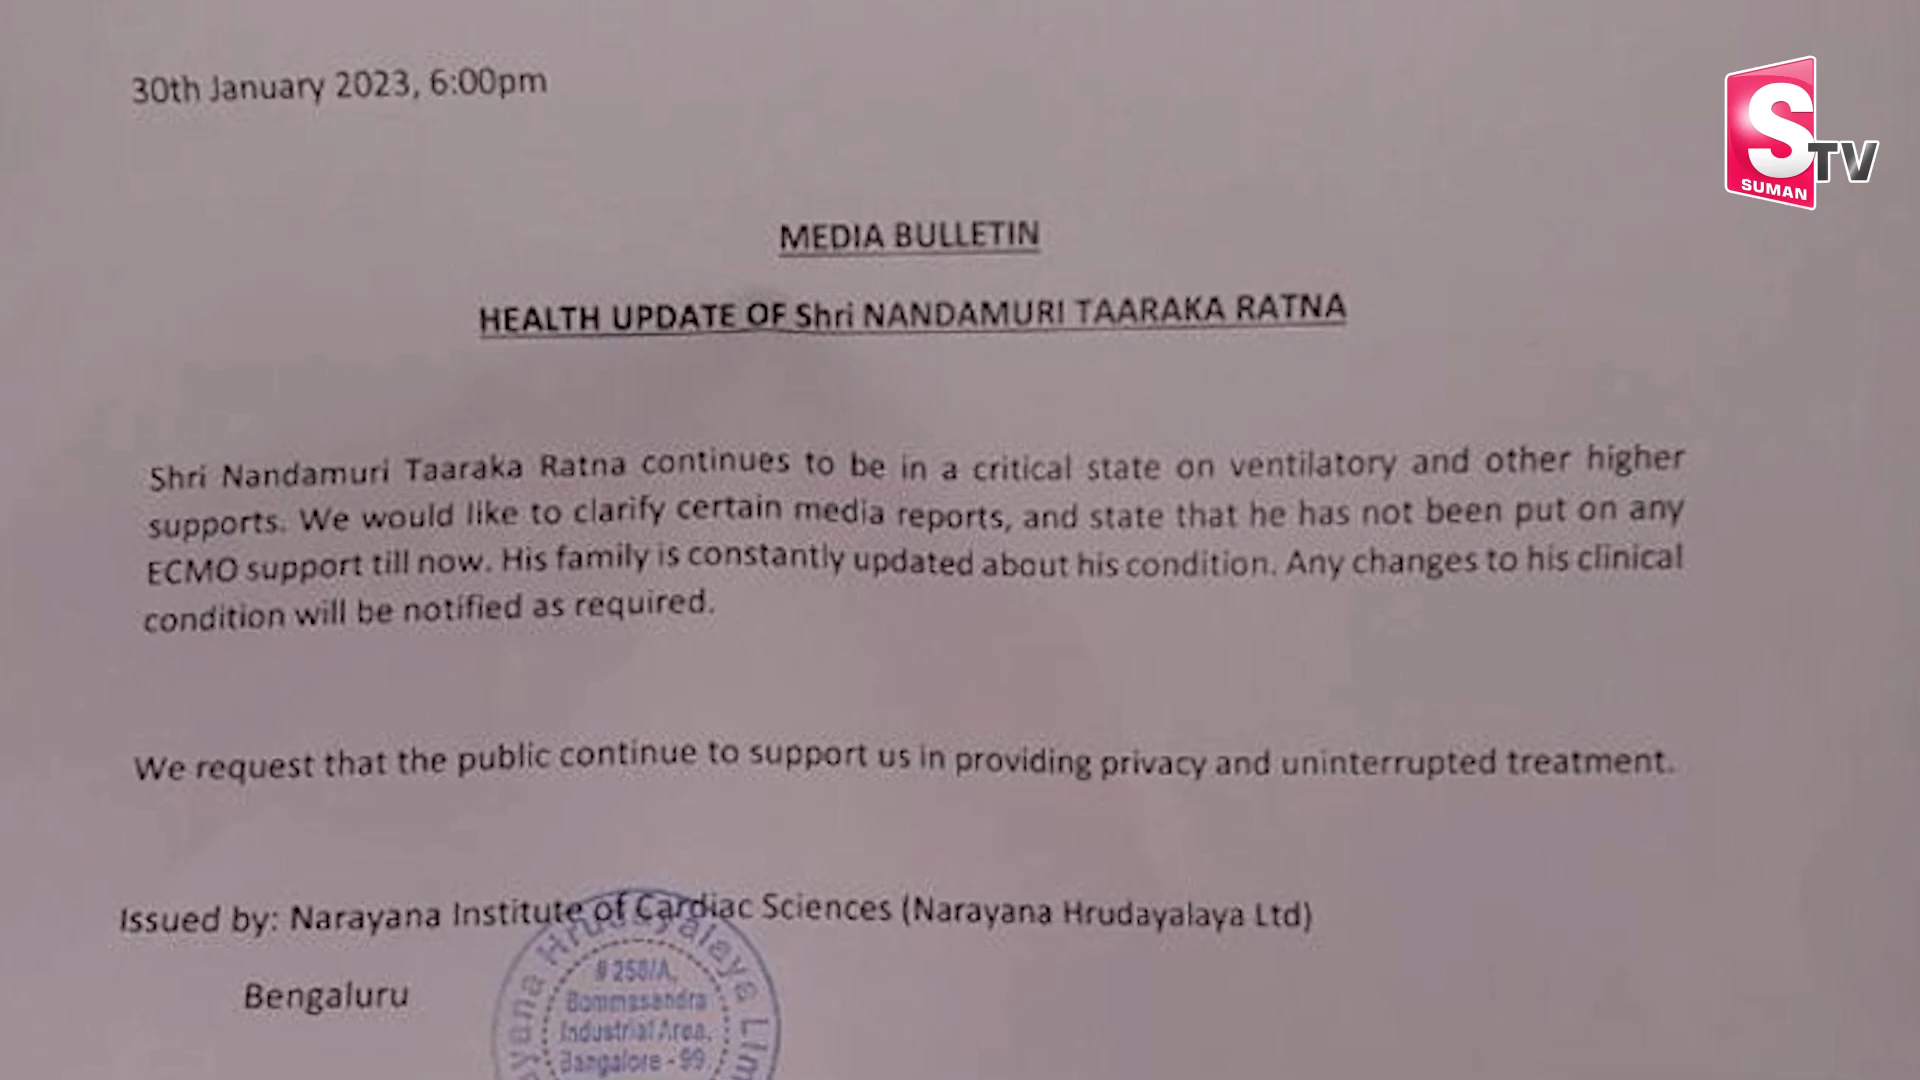 30th January 2023, 6:00pm
S
TV
SUMAN
MEDIA BULLETIN
HEALTH UPDATE OF Shri NANDAMURI TAARAKA RATNA
Shri Nandamuri Taaraka Ratna continues to be in a critical state on ventilatory and other higher
supports. We would like to clarify certain media reports, and state that he has not been put on any
ECMO support till now. His family is constantly updated about his condition. Any changes to his clinical
condition will be notified as required.
We request that the public continue to support us in providing privacy and uninterrupted treatment.
Issued by: Narayana Institute of Cardiac Sciences (Narayana Hrudayalaya Ltd)
Bengaluru
Hrudayalaya
# 258/A,
Bommasandra
Industrial Area,
Bangalore - 99